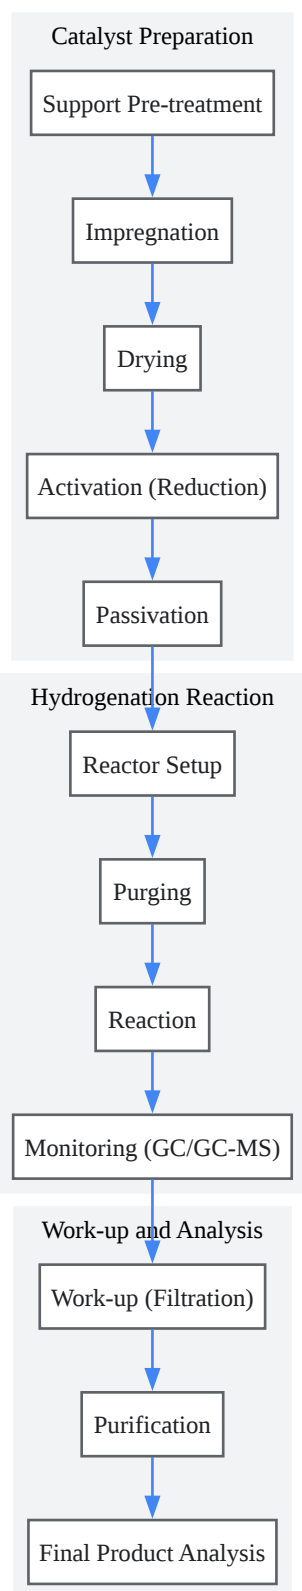 Catalyst Preparation
Support Pre-treatment
Impregnation
Drying
Activation (Reduction)
Passivation
Hydrogenation Reaction
Reactor Setup
Purging
Reaction
Monitoring (GC/GC-MS)
Work-up and Analysis
Work-up (Filtration)
Purification
Final Product Analysis